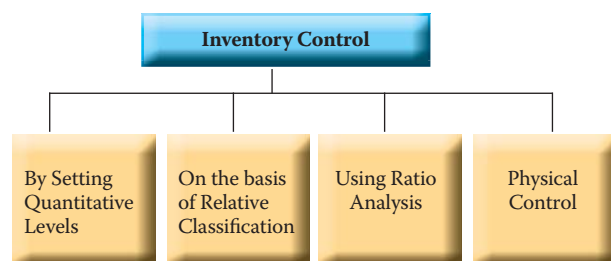 Inventory Control
By Setting
Quantitative
Levels
On the basis
of Relative
Classification
Using Ratio
Analysis
Physical
Control